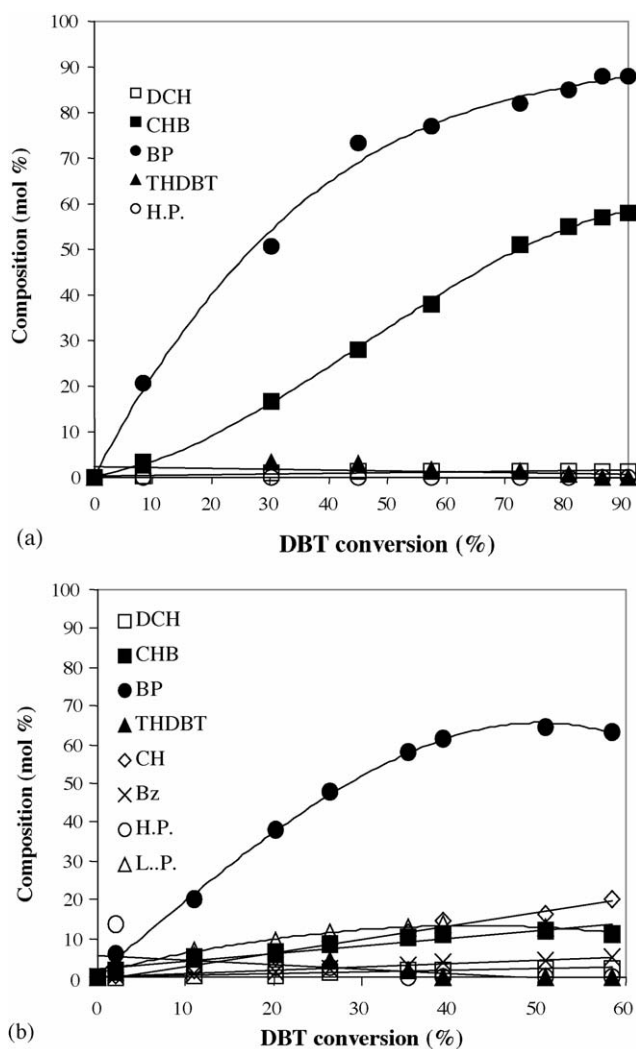 100
90
80
70
60
50
40
30
20
10
0
Composition (mol %)
DCH
CHB
BP
THDBT
H.P.
0 10 20 30 40 50 60 70 80 90
(a)
DBT conversion (%)
100
90
80
70
60
50
40
30
20
10
0
Composition (mol %)
DCH
CHB
BP
THDBT
CH
Bz
H.P.
L..P.
0 10 20 30 40 50 60
(b)
DBT conversion (%)